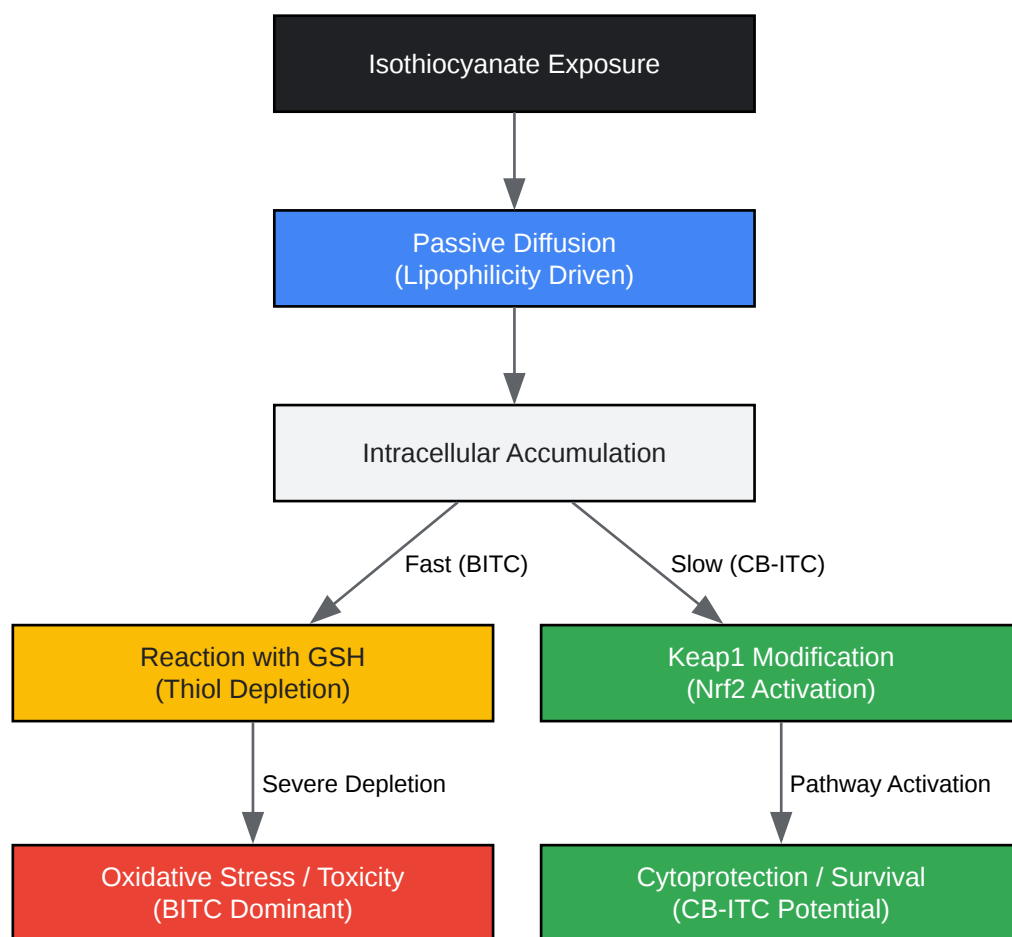 Isothiocyanate Exposure
Passive Diffusion
(Lipophilicity Driven)
Intracellular Accumulation
Fast (BITC)
Slow (CB-ITC)
Reaction with GSH
(Thiol Depletion)
Keap1 Modification
(Nrf2 Activation)
Severe Depletion
Pathway Activation
Oxidative Stress / Toxicity
(BITC Dominant)
Cytoprotection / Survival
(CB-ITC Potential)